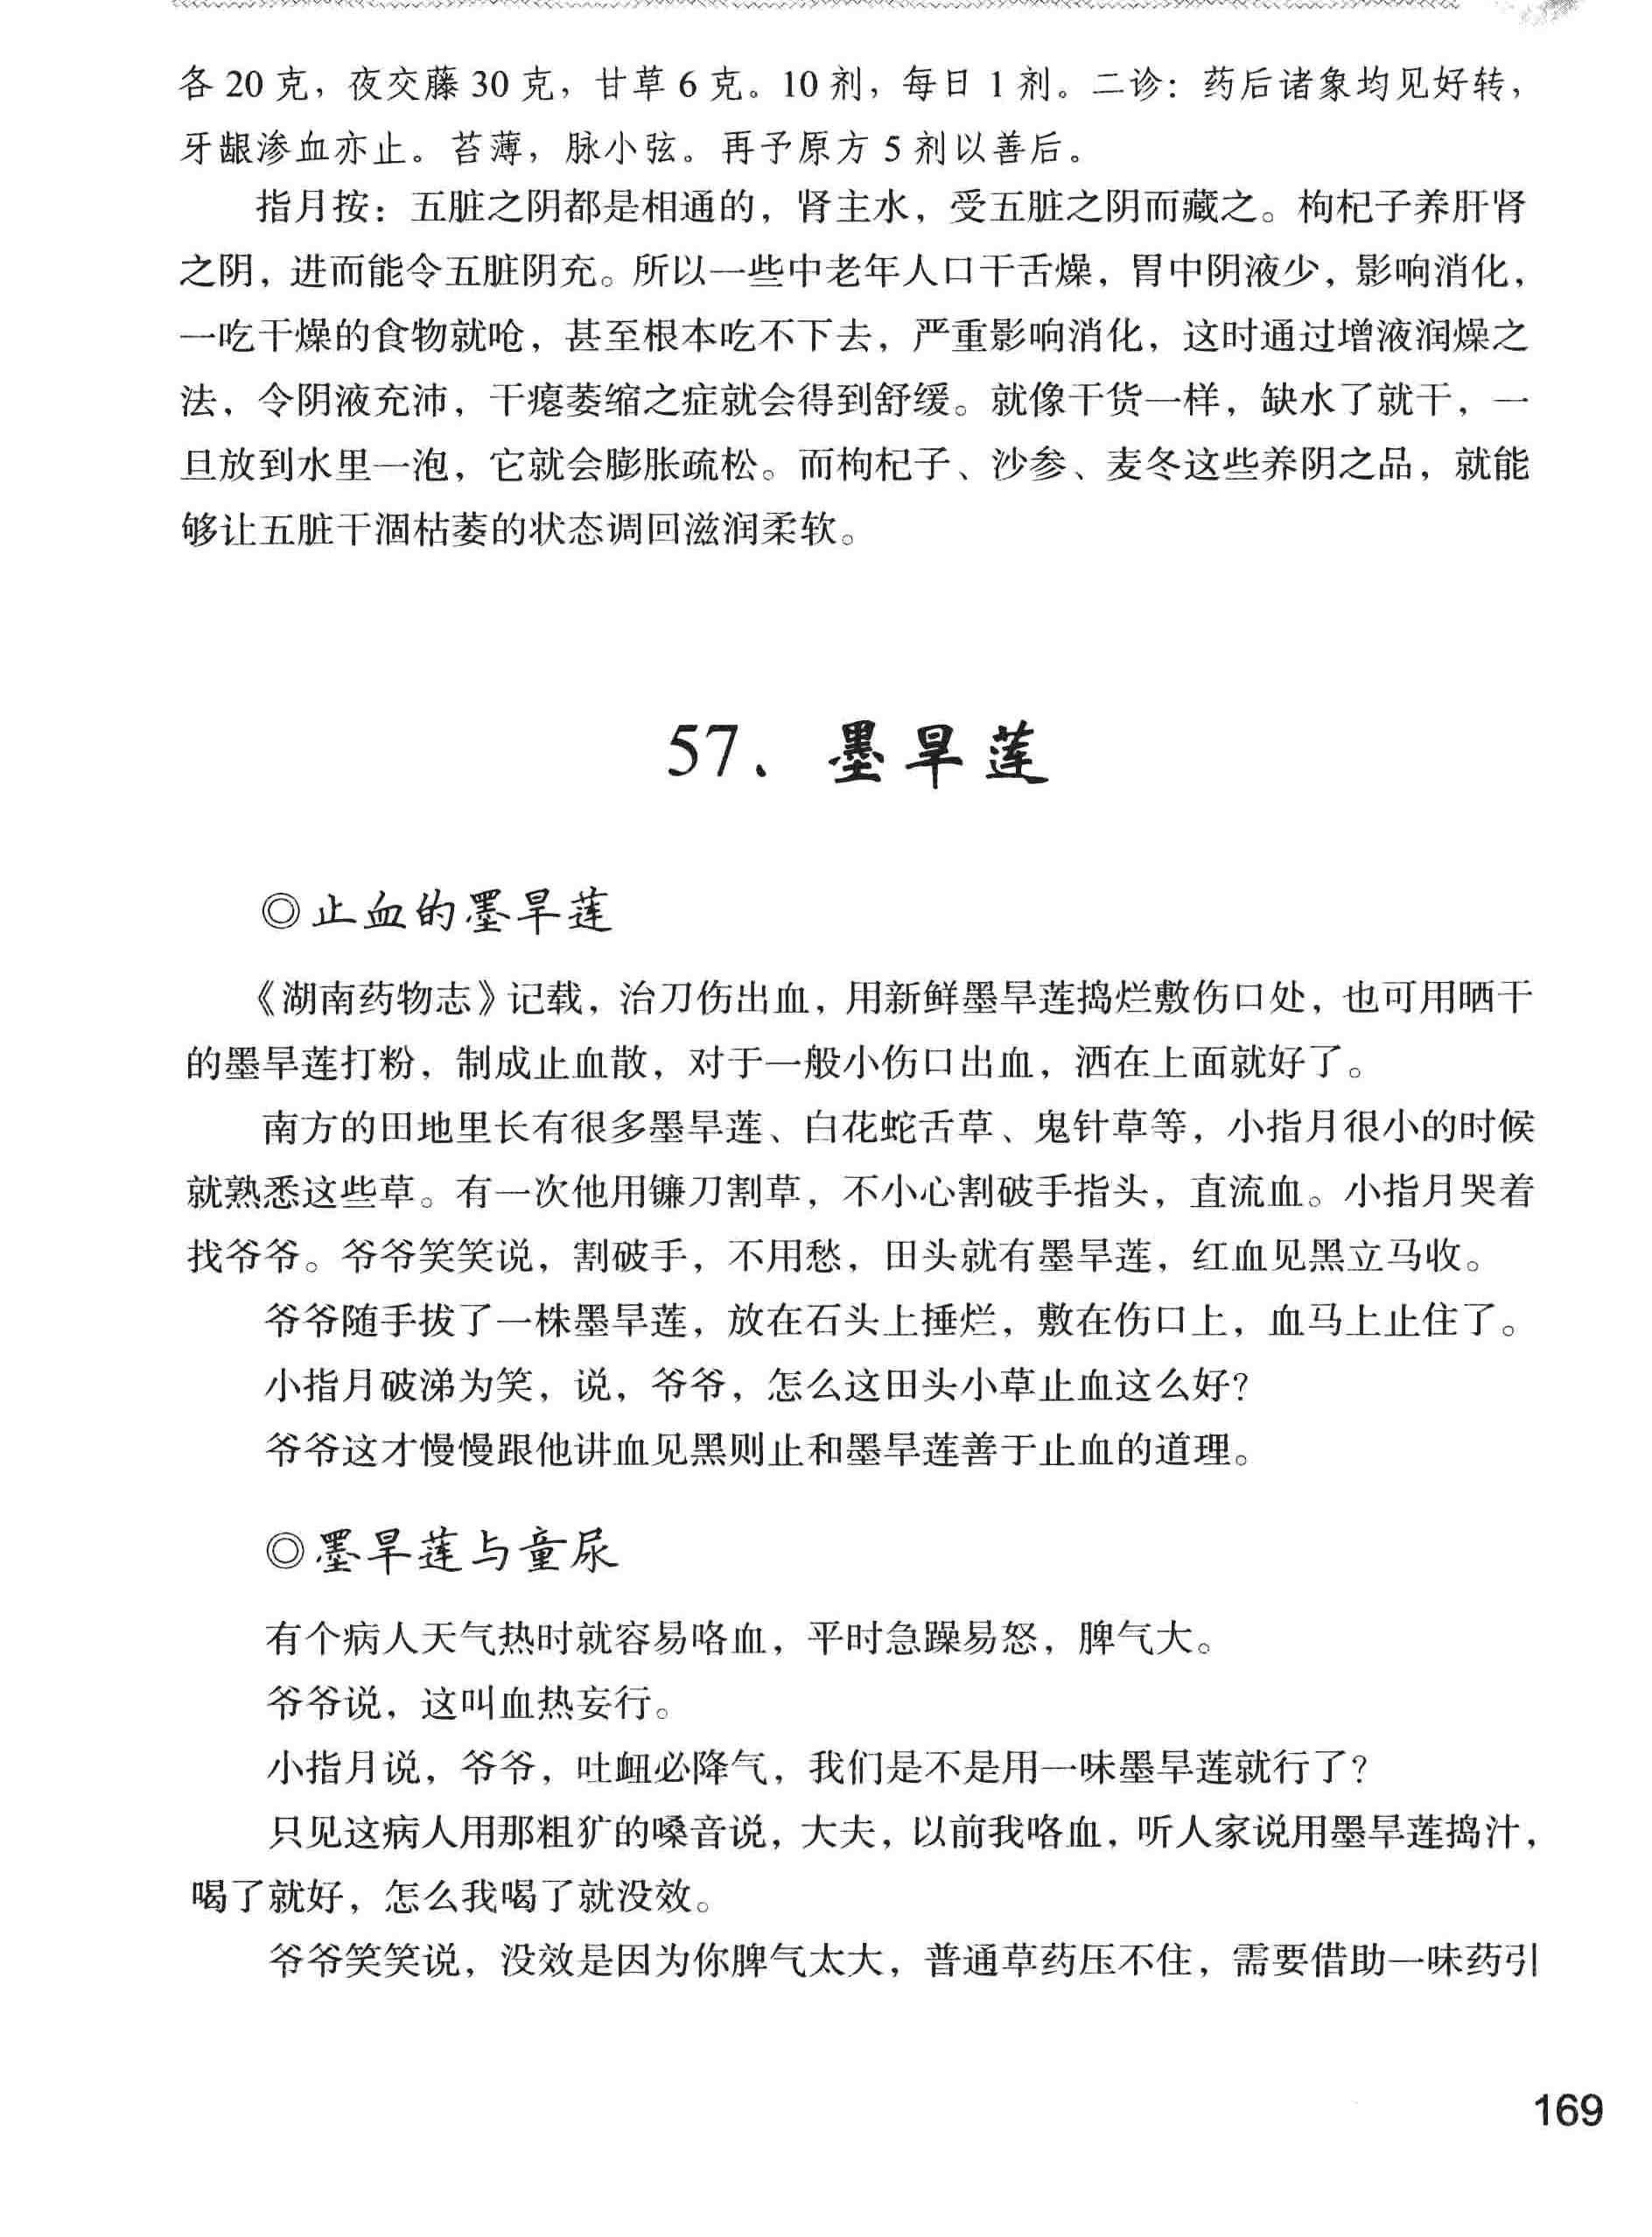 各 20 克，夜交藤 30 克，甘草 6 克。10 剂，每日 1 剂。二诊：药后诸象均见好转，
牙龈渗血亦止。苔薄，脉小弦。再予原方 5 剂以善后。
指月按：五脏之阴都是相通的，肾主水，受五脏之阴而藏之。枸杞子养肝肾
之阴，进而能令五脏阴充。所以一些中老年人口干舌燥，胃中阴液少，影响消化，
一吃干燥的食物就呛，甚至根本吃不下去，严重影响消化，这时通过增液润燥之
法，令阴液充沛，干瘪萎缩之症就会得到舒缓。就像干货一样，缺水了就干，一
旦放到水里一泡，它就会膨胀疏松。而枸杞子、沙参、麦冬这些养阴之品，就能
够让五脏干涸枯萎的状态调回滋润柔软。
57、墨旱莲
◎止血的墨旱莲
《湖南药物志》记载，治刀伤出血，用新鲜墨旱莲捣烂敷伤口处，也可用晒干
的墨旱莲打粉，制成止血散，对于一般小伤口出血，洒在上面就好了。
南方的田地里长有很多墨旱莲、白花蛇舌草、鬼针草等，小指月很小的时候
就熟悉这些草。有一次他用镰刀割草，不小心割破手指头，直流血。小指月哭着
找爷爷。爷爷笑笑说，割破手，不用愁，田头就有墨旱莲，红血见黑立马收。
爷爷随手拔了一株墨旱莲，放在石头上捶烂，敷在伤口上，血马上止住了。
小指月破涕为笑，说，爷爷，怎么这田头小草止血这么好？
爷爷这才慢慢跟他讲血见黑则止和墨旱莲善于止血的道理。
◎墨旱莲与童尿
有个病人天气热时就容易咯血，平时急躁易怒，脾气大。
爷爷说，这叫血热妄行。
小指月说，爷爷，吐衄必降气，我们是不是用一味墨旱莲就行了？
只见这病人用那粗犷的嗓音说，大夫，以前我咯血，听人家说用墨旱莲捣汁，
喝了就好，怎么我喝了就没效。
爷爷笑笑说，没效是因为你脾气太大，普通草药压不住，需要借助一味药引
169